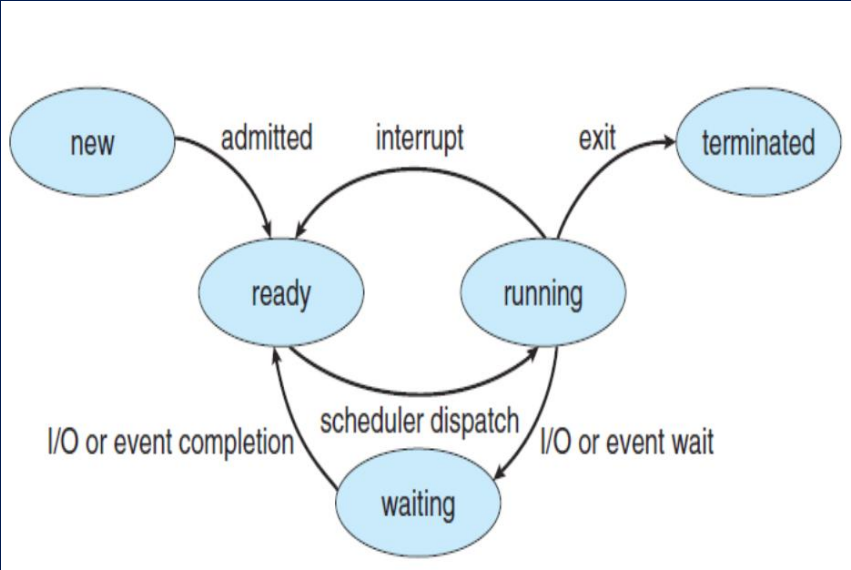 new
admitted
interrupt
exit
terminated
ready
running
scheduler dispatch
I/O or event completion
I/O or event wait
waiting